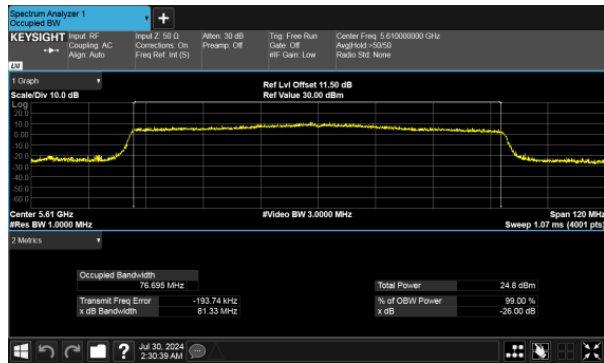 Spectrum Analyzer 1
Occupied BW
KEYSIGHT Input: RF Input Z: 50 Ω Atten: 30 dB Trig: Free Run Center Freq: 5.610000000 GHz
Coupling: AC Corrections: On Preamp: Off Gate: Off Avg|Hold:>50/50
Align: Auto Freq Ref: Int (S) #IF Gain: Low Radio Std: None
1 Graph
Ref Lvl Offset 11.50 dB
Scale/Div 10.0 dB Ref Value 30.00 dBm
Log
20.0
10.0
0.00
-10.0
-20.0
-30.0
-40.0
-50.0
-60.0
Center 5.61 GHz #Video BW 3.0000 MHz Span 120 MHz
#Res BW 1.0000 MHz Sweep 1.07 ms (4001 pts)
2 Metrics
Occupied Bandwidth
76.695 MHz Total Power 24.8 dBm
Transmit Freq Error -193.74 kHz % of OBW Power 99.00 %
x dB Bandwidth 81.33 MHz x dB -26.00 dB
Jul 30, 2024
2:30:39 AM